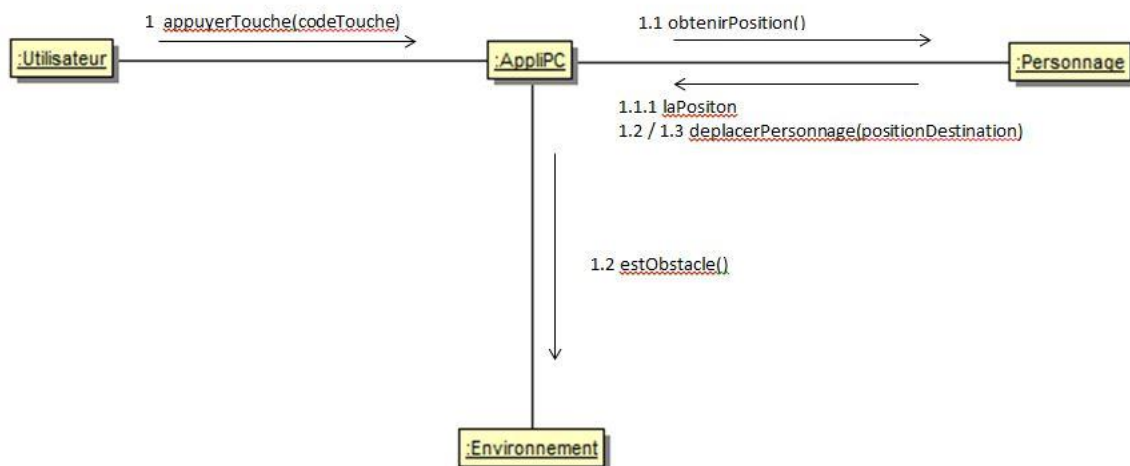 1 appuyerTouche(codeTouche)
1.1 obtenirPosition()
:Utilisateur
:AppliPC
:Personnage
1.1.1 laPositon
1.2 / 1.3 deplacerPersonnage(positionDestination)
1.2 estObstacle()
:Environnement